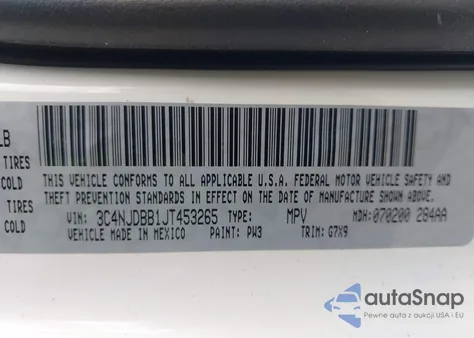 LB
TIRES
COLD
TIRES
COLD
THIS VEHICLE CONFORMS TO ALL APPLICABLE U.S.A. FEDERAL MOTOR VEHICLE SAFETY AND
THEFT PREVENTION STANDARDS IN EFFECT ON THE DATE OF MANUFACTURE SHOWN ABOVE.
VIN: 3C4NJDBB1JT453265 TYPE: MPV MDH: 070200 284AA
VEHICLE MADE IN MEXICO PAINT: PW3 TRIM: G7X9
autoSnap
Pewne auta z aukcji USA i EU